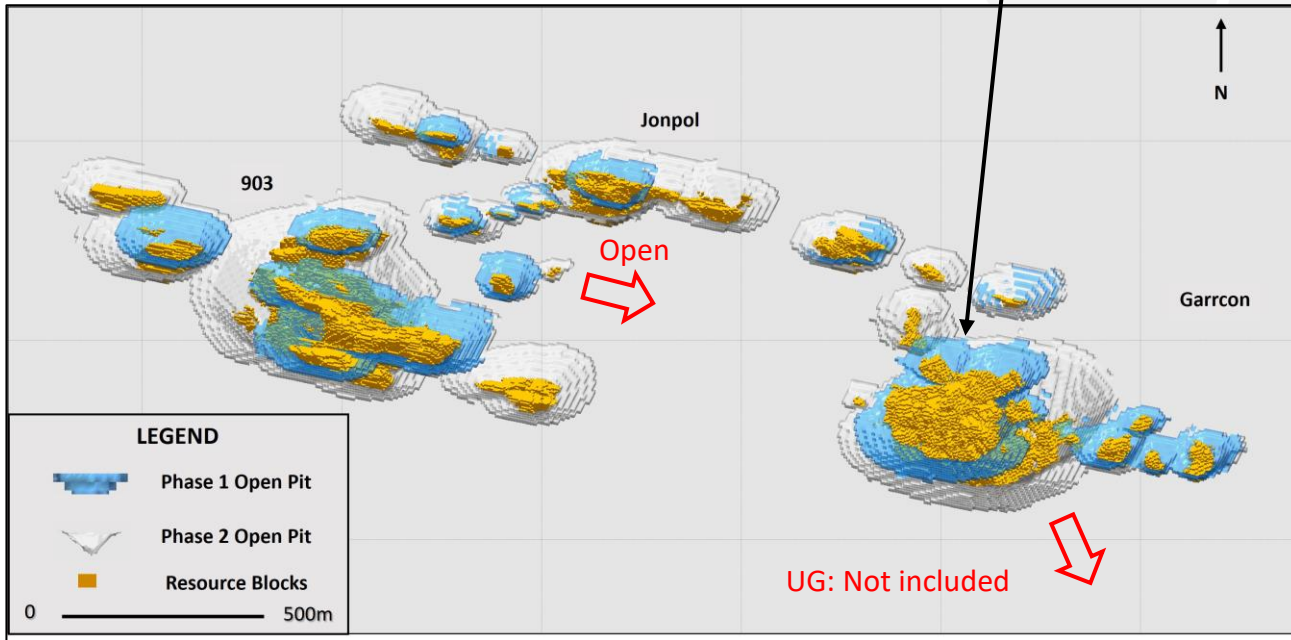 N
Jonpol
903
Open
Garrcon
LEGEND
Phase 1 Open Pit
Phase 2 Open Pit
Resource Blocks
0 500m
UG: Not included